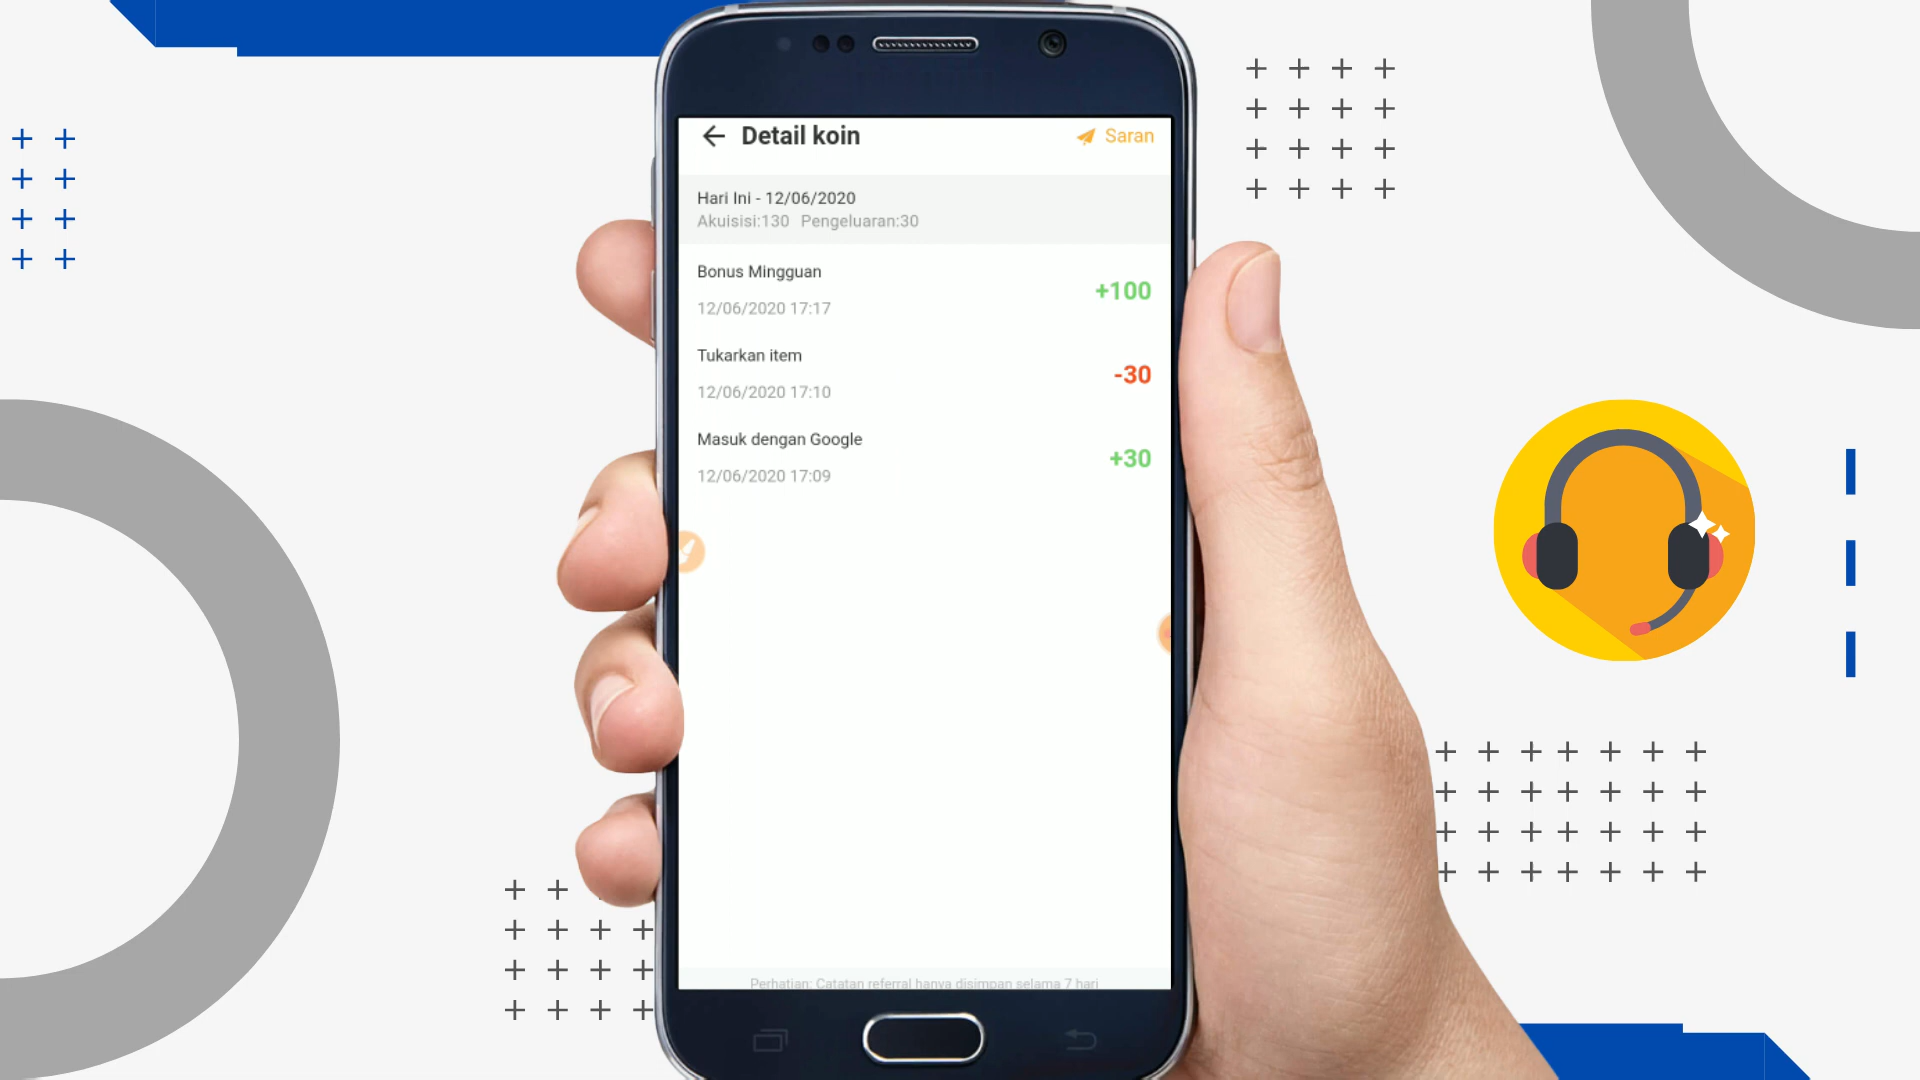 Detail koin
Saran
Hari Ini - 12/06/2020
Akuisisi:130 Pengeluaran:30
Bonus Mingguan
+100
12/06/2020 17:17
Tukarkan item
-30
12/06/2020 17:10
Masuk dengan Google
+30
12/06/2020 17:09
Perhatian: Catatan referral hanya disimpan selama 7 hari